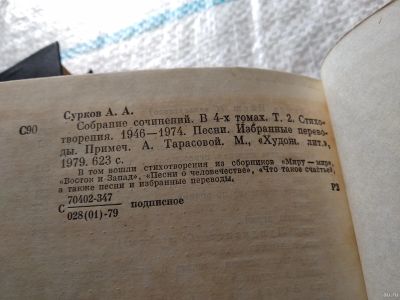 Сурков А. А.
С90 Собрание сочинений. В 4-х томах. Т. 2. Стихо-
творения. 1946—1974. Песни. Избранные перево-
ды. Примеч. А. Тарасовой. М., «Худож. лит.»,
1979. 623 с.
В том вошли стихотворения из сборников «Миру — мир»,
«Восток и Запад», «Песни о человечестве», «Что такое счастье»,
а также песни и избранные переводы.
С 70402-347
028(01)-79 подписное
Р2
au.ru